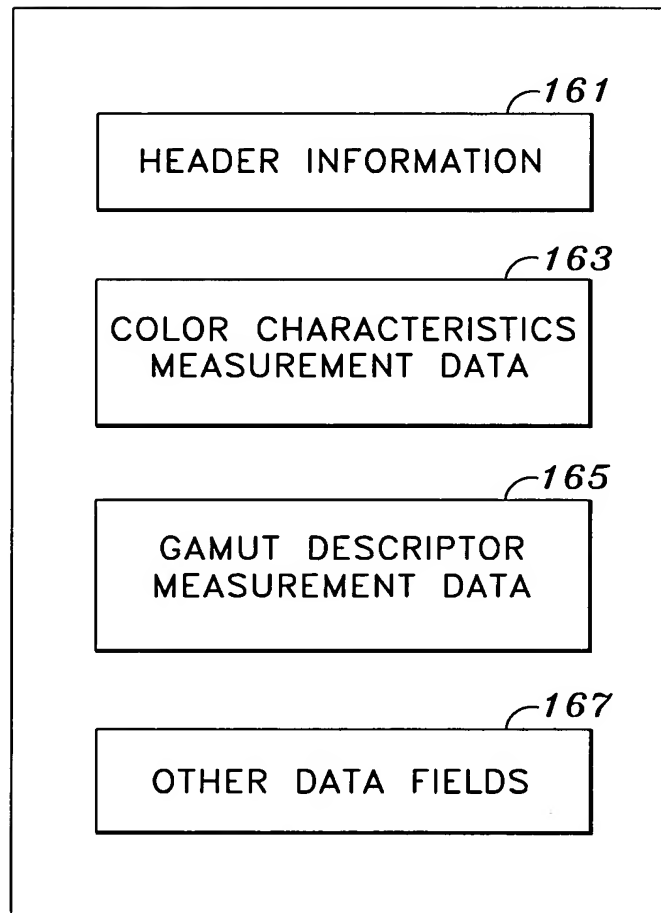 161
HEADER INFORMATION
163
COLOR CHARACTERISTICS
MEASUREMENT DATA
165
GAMUT DESCRIPTOR
MEASUREMENT DATA
167
OTHER DATA FIELDS